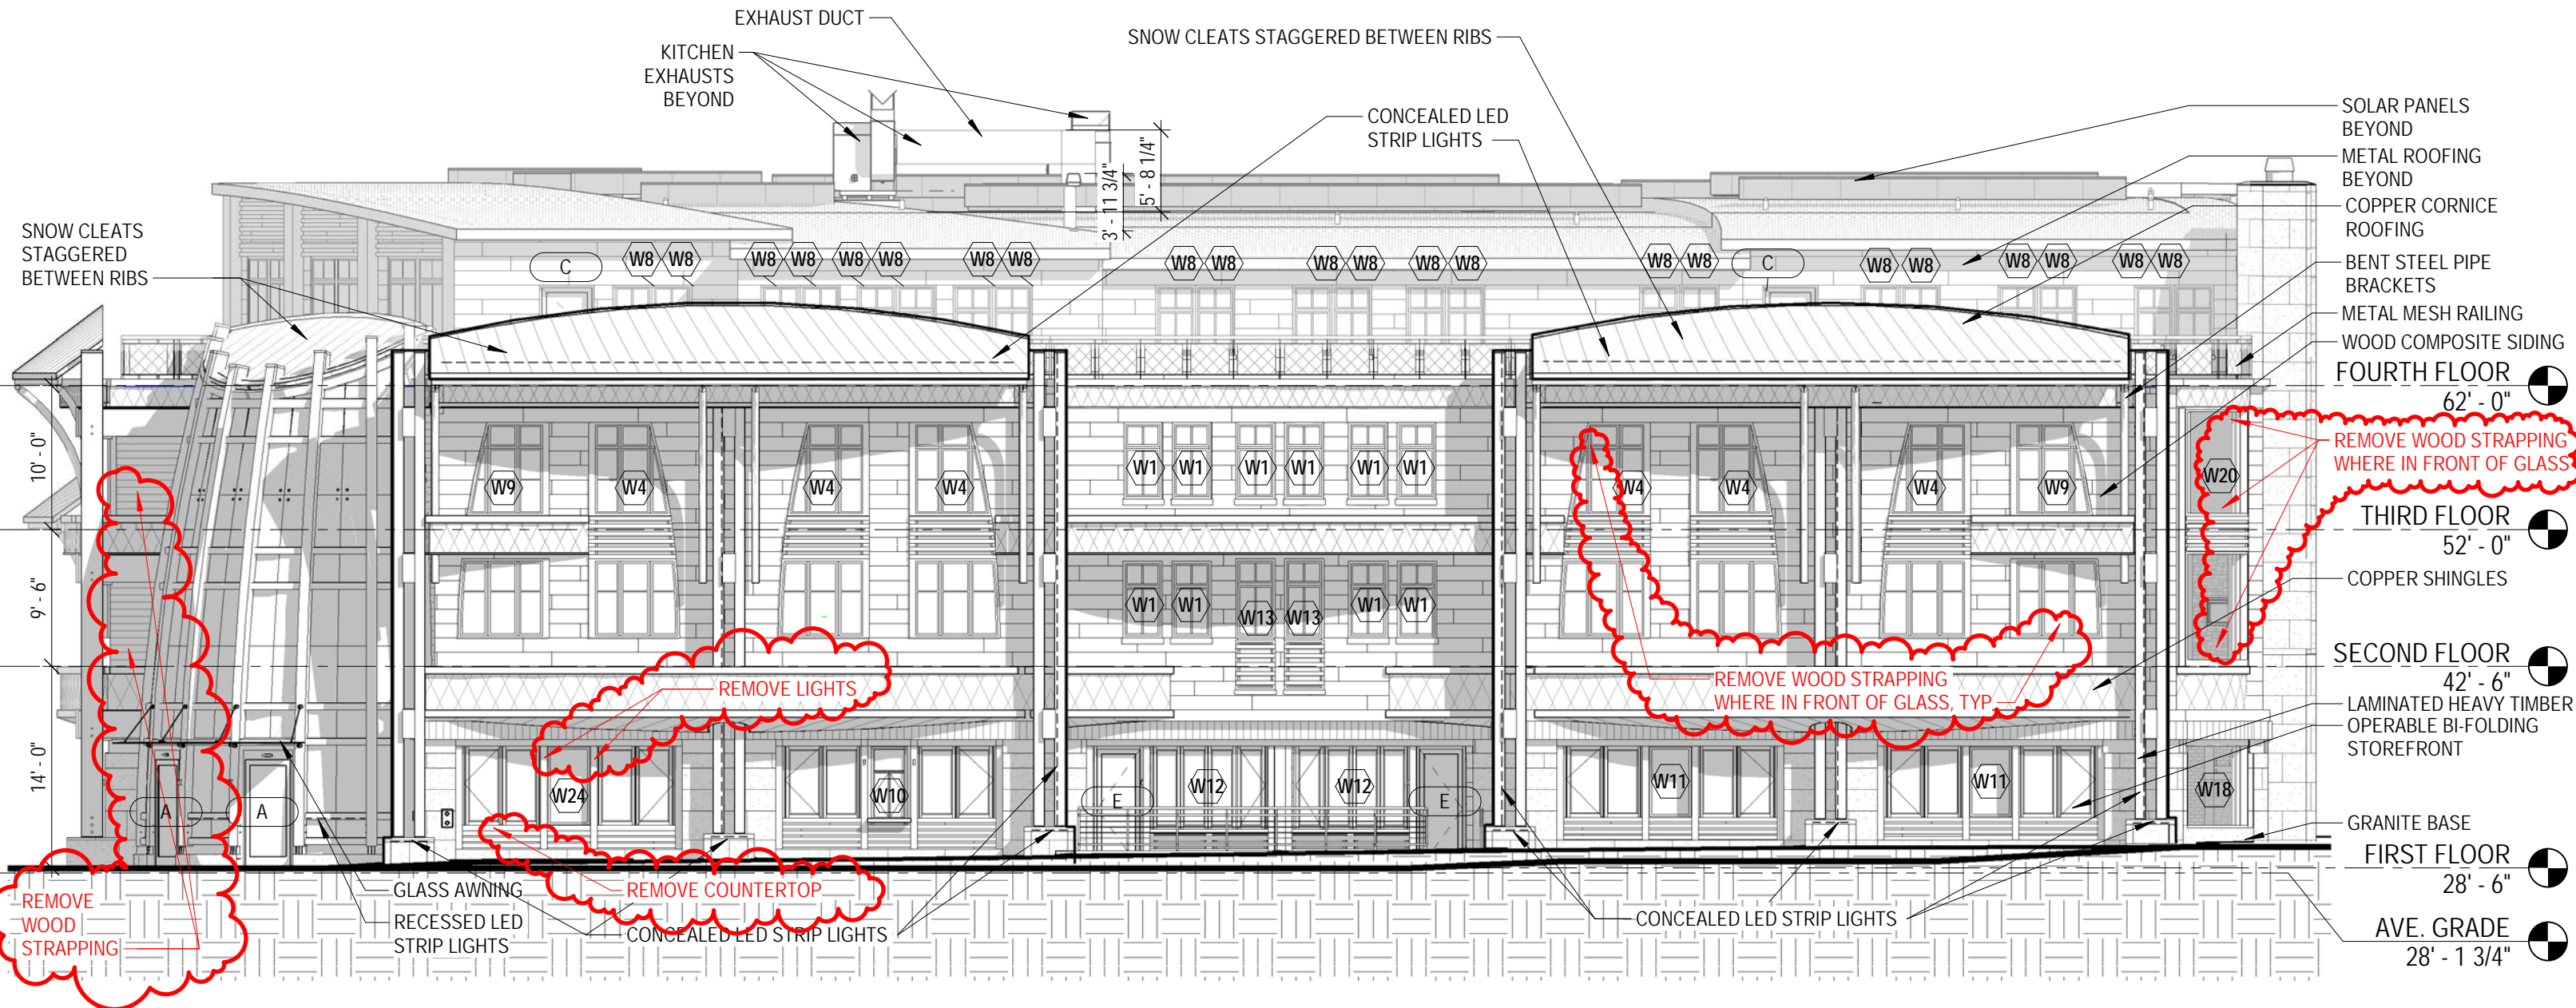 EXHAUST DUCT
KITCHEN
EXHAUSTS
BEYOND
SNOW CLEATS STAGGERED BETWEEN RIBS
CONCEALED LED
STRIP LIGHTS
SOLAR PANELS
BEYOND
METAL ROOFING
BEYOND
COPPER CORNICE
ROOFING
BENT STEEL PIPE
BRACKETS
METAL MESH RAILING
WOOD COMPOSITE SIDING
3' - 11 3/4"
5' - 8 1/4"
SNOW CLEATS
STAGGERED
BETWEEN RIBS
C W8 W8 W8 W8 W8 W8 W8 W8 W8 W8 W8 W8 W8 W8 W8 W8 C W8 W8 W8 W8 W8 W8
FOURTH FLOOR
62' - 0"
REMOVE WOOD STRAPPING
WHERE IN FRONT OF GLASS
10' - 0"
W9 W4 W4 W4 W1 W1 W1 W1 W1 W1 W4 W4 W4 W9 W20
THIRD FLOOR
52' - 0"
COPPER SHINGLES
9' - 6"
W1 W1 W13 W13 W1 W1
SECOND FLOOR
42' - 6"
REMOVE LIGHTS
REMOVE WOOD STRAPPING
WHERE IN FRONT OF GLASS, TYP
LAMINATED HEAVY TIMBER
OPERABLE BI-FOLDING
STOREFRONT
14' - 0"
A A W24 W10 E W12 W12 E W11 W11 W18
GRANITE BASE
FIRST FLOOR
28' - 6"
REMOVE
WOOD
STRAPPING
GLASS AWNING
RECESSED LED
STRIP LIGHTS
REMOVE COUNTERTOP
CONCEALED LED STRIP LIGHTS
CONCEALED LED STRIP LIGHTS
AVE. GRADE
28' - 1 3/4"